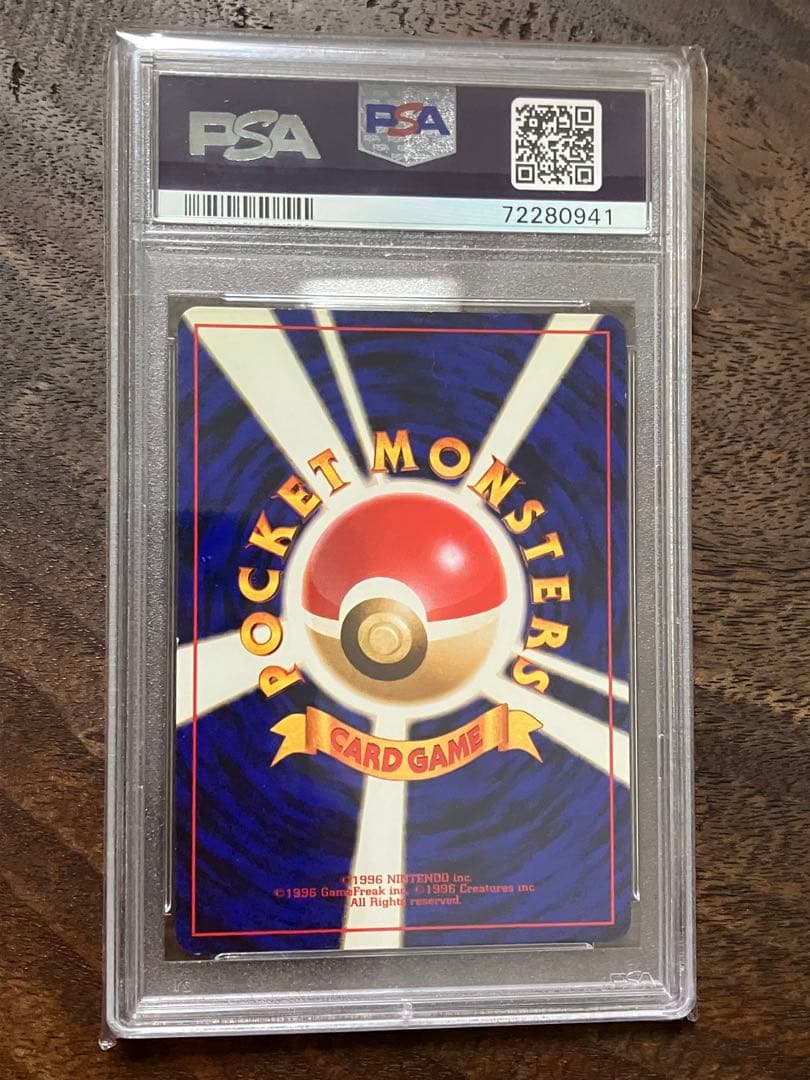 PSA
PSA
72280941
POCKET MONSTERS
CARD GAME
©1996 NINTENDO inc.
©1996 GameFreak inc. ©1996 Creatures inc
All Rights reserved.
PSA